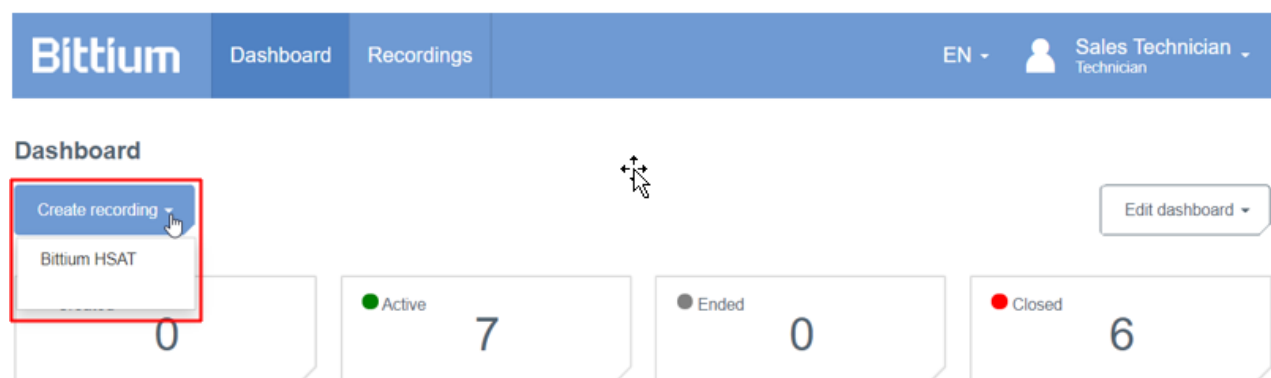 Bittium Dashboard Recordings EN Sales Technician
Technician
Dashboard
Create recording
Edit dashboard
Bittium HSAT
Created Active Ended Closed
0 7 0 6